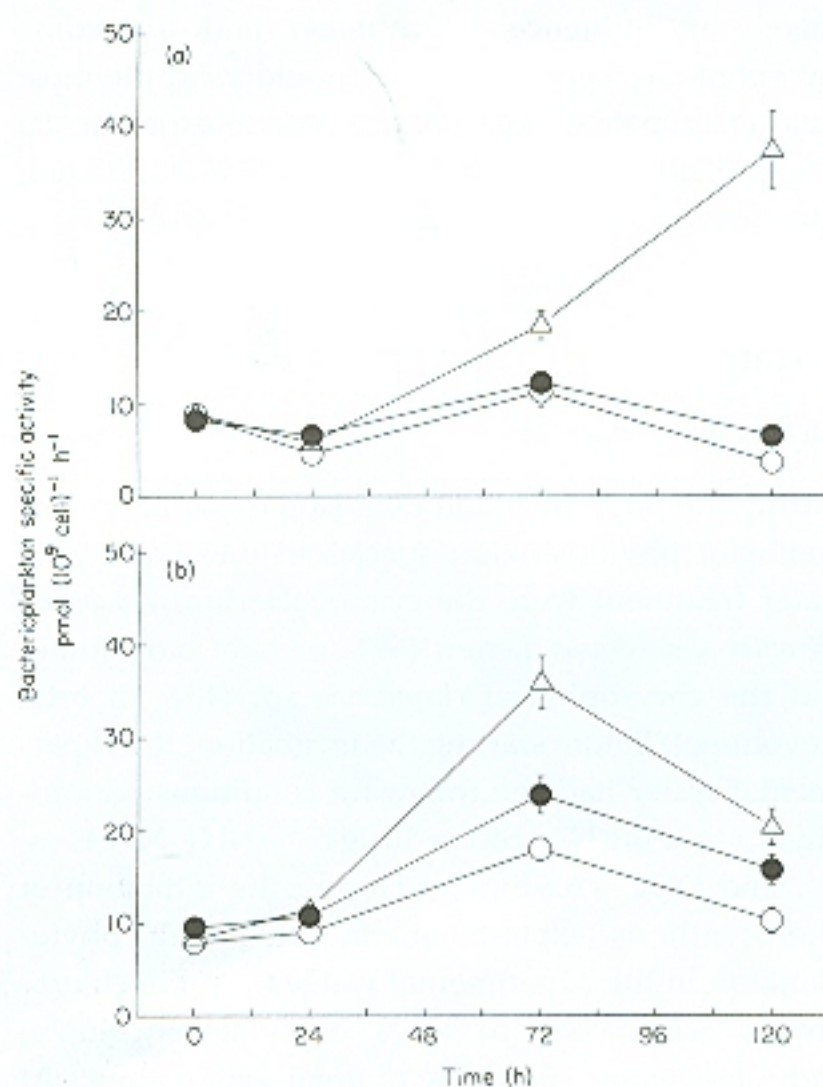 50
(a)
40
30
20
10
0
Bacterioplankton specific activity
pmol (10⁹ cell)⁻¹ h⁻¹
50
(b)
40
30
20
10
0
0 24 48 72 96 120
Time (h)